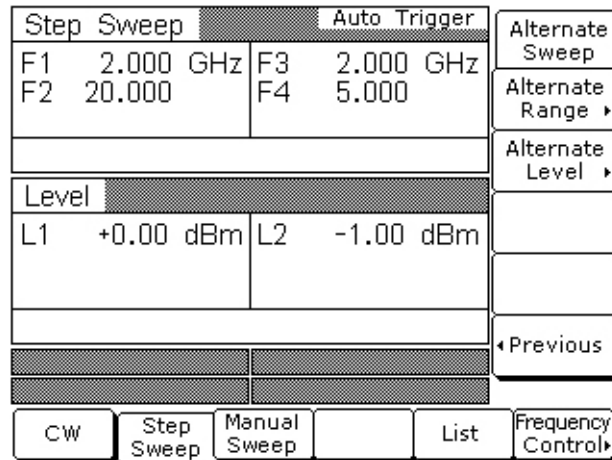 Step Sweep Auto Trigger
F1 2.000 GHz F3 2.000 GHz
F2 20.000 F4 5.000
Level
L1 +0.00 dBm L2 -1.00 dBm
Alternate
Sweep
Alternate
Range
Alternate
Level
Previous
CW
Step
Sweep
Manual
Sweep
List
Frequency
Control